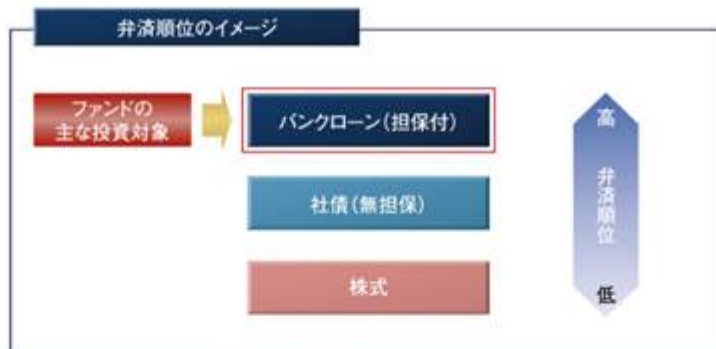 弁済順位のイメージ
ファンドの
主な投資対象
バンクローン(担保付)
社債(無担保)
株式
高
弁済順位
低